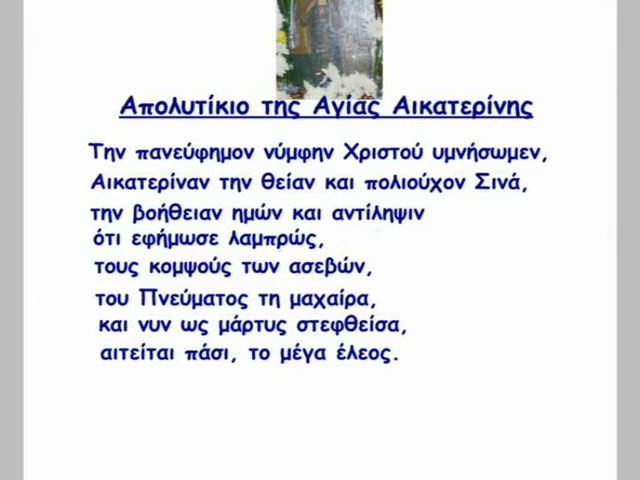 Απολυτίκιο της Αγίας Αικατερίνης
Την πανεύφημον νύμφην Χριστού υμνήσωμεν,
Αικατερίναν την θείαν και πολιούχον Σινά,
την βοήθειαν ημών και αντίληψιν
ότι εφήμωσε λαμπρώς,
τους κομψούς των ασεβών,
του Πνεύματος τη μαχαίρα,
και νυν ως μάρτυς στεφθείσα,
αιτείται πάσι, το μέγα έλεος.